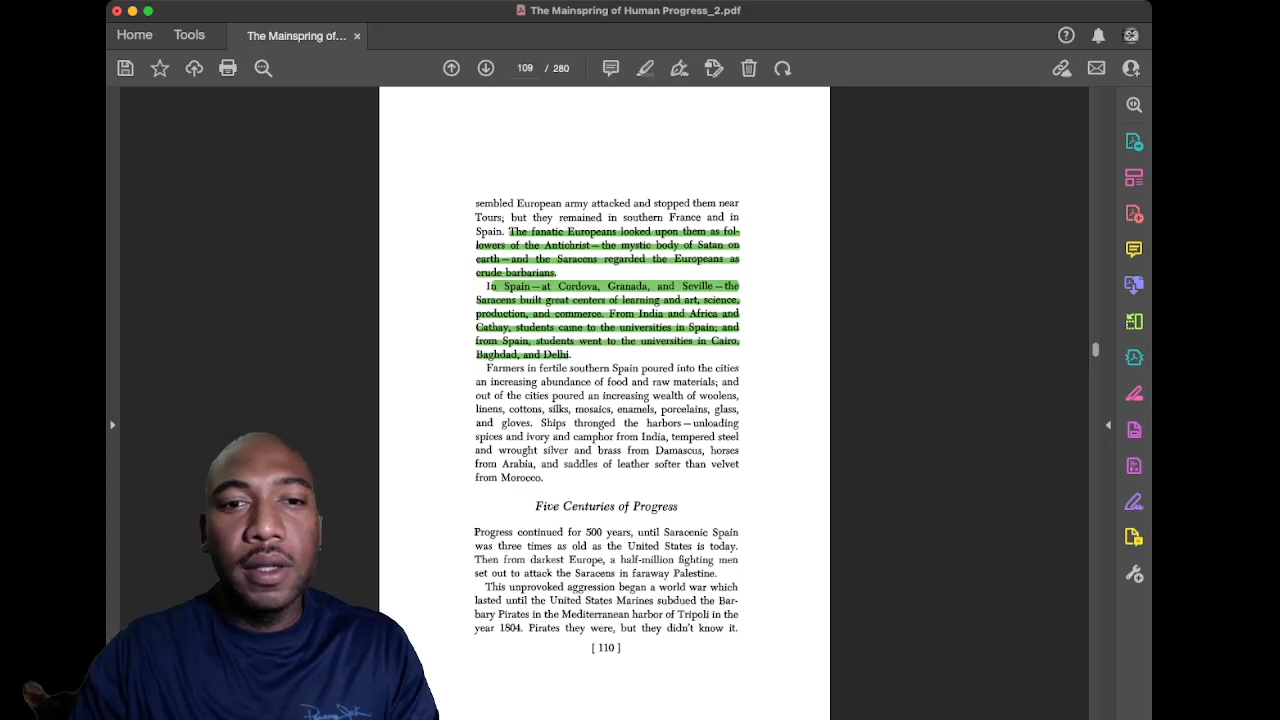 The Mainspring of Human Progress_2.pdf
Home
Tools
The Mainspring of... ×
109 / 280
sembled European army attacked and stopped them near
Tours; but they remained in southern France and in
Spain. The fanatic Europeans looked upon them as fol-
lowers of the Antichrist—the mystic body of Satan on
earth—and the Saracens regarded the Europeans as
crude barbarians.
In Spain—at Cordova, Granada, and Seville—the
Saracens built great centers of learning and art, science,
production, and commerce. From India and Africa and
Cathay, students came to the universities in Spain; and
from Spain, students went to the universities in Cairo,
Baghdad, and Delhi.
Farmers in fertile southern Spain poured into the cities
an increasing abundance of food and raw materials; and
out of the cities poured an increasing wealth of woolens,
linens, cottons, silks, mosaics, enamels, porcelains, glass,
and gloves. Ships thronged the harbors—unloading
spices and ivory and camphor from India, tempered steel
and wrought silver and brass from Damascus, horses
from Arabia, and saddles of leather softer than velvet
from Morocco.
Five Centuries of Progress
Progress continued for 500 years, until Saracenic Spain
was three times as old as the United States is today.
Then from darkest Europe, a half-million fighting men
set out to attack the Saracens in faraway Palestine.
This unprovoked aggression began a world war which
lasted until the United States Marines subdued the Bar-
bary Pirates in the Mediterranean harbor of Tripoli in the
year 1804. Pirates they were, but they didn't know it.
[ 110 ]